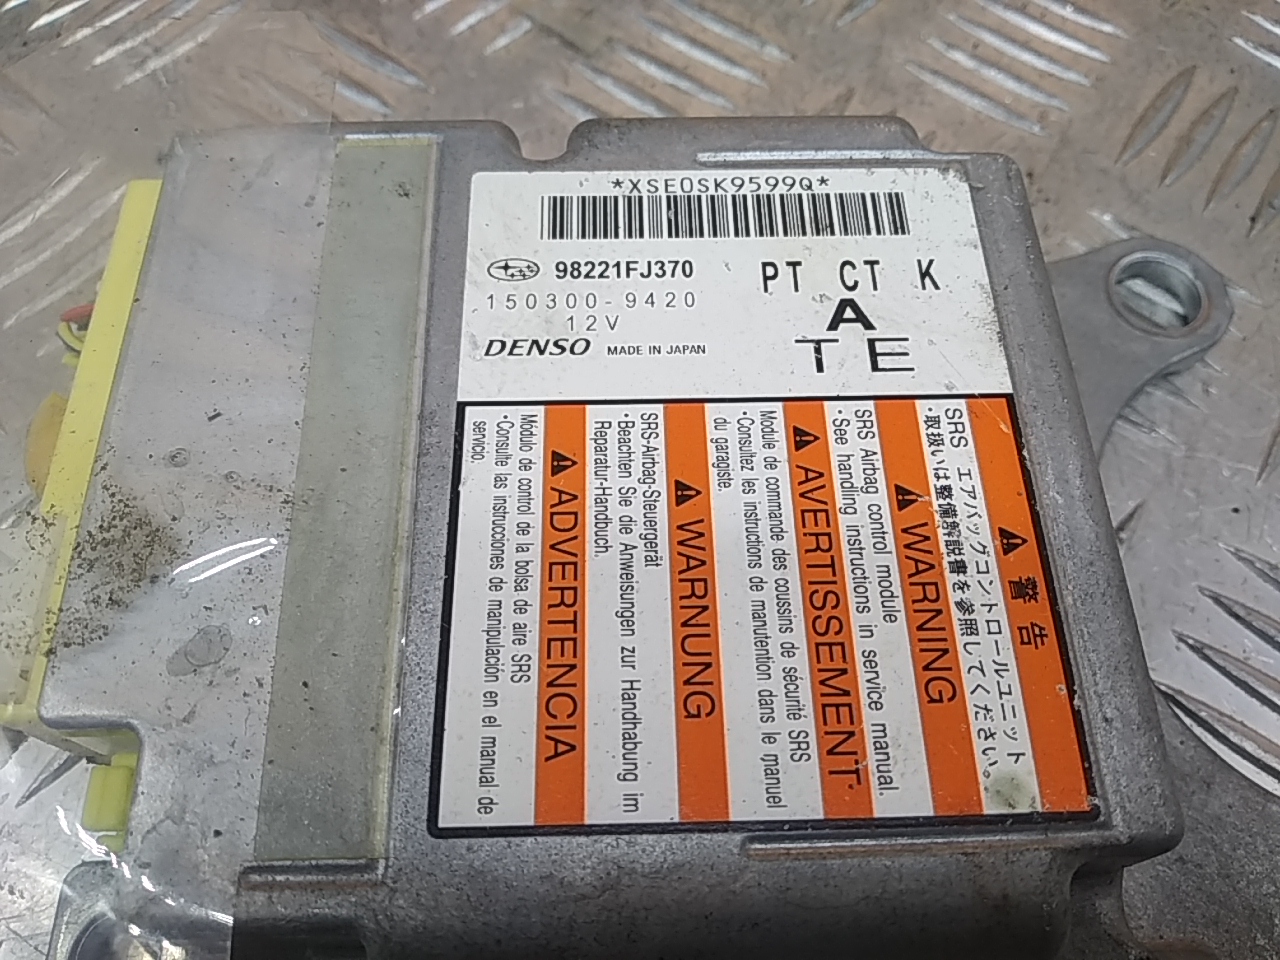 *XSE0SK9599Q*
98221FJ370
150300-9420
12V
DENSO MADE IN JAPAN
PT CT K
A
TE
警告
SRS エアバッグコントロールユニット
・取扱いは整備解説書を参照してください。
WARNING
SRS Airbag control module
・See handling instructions in service manual.
AVERTISSEMENT
Module de commande des coussins de sécurité SRS
・Consultez les instructions de manutention dans le manuel
du garagiste.
WARNUNG
SRS-Airbag-Steuergerät
・Beachten Sie die Anweisungen zur Handhabung im
Reparatur-Handbuch.
ADVERTENCIA
Módulo de control de la bolsa de aire SRS
・Consulte las instrucciones de manipulación en el manual de
servicio.